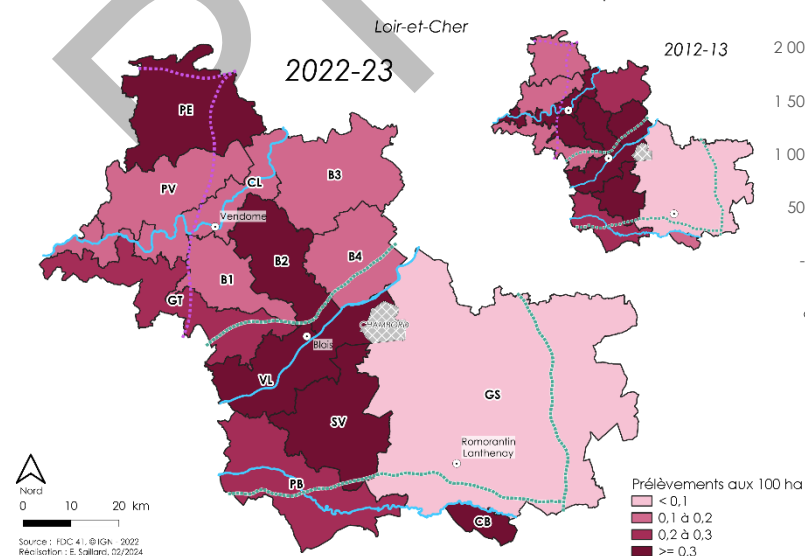 Loir-et-Cher
2022-23
2012-13
2 00
1 50
1 00
50
PE
PV
CL
B3
Vendome
B2
B4
B1
GT
CHAMBORD
Blois
VL
GS
SV
Romorantin
Lanthenay
PB
CB
Nord
0 10 20 km
Source : FDC 41, © IGN - 2022
Réalisation : E. Saillard, 02/2024
Prélèvements aux 100 ha
< 0,1
0,1 à 0,2
0,2 à 0,3
>= 0,3